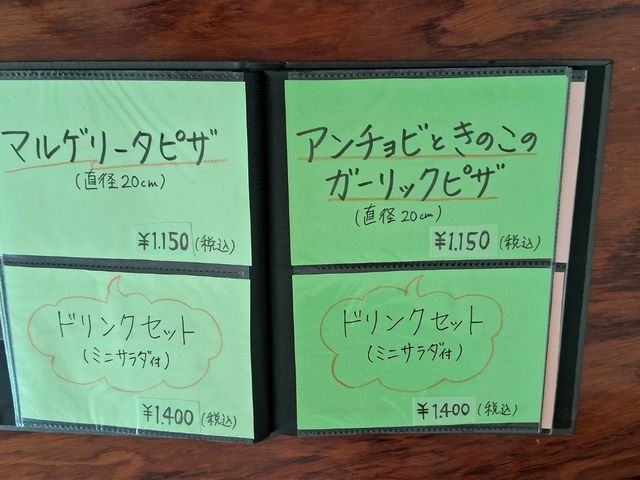 マルゲリータピザ
(直径20cm)
¥1.150(税込)
ドリンクセット
(ミニサラダ付)
¥1.400(税込)
アンチョビときのこの
ガーリックピザ
(直径20cm)
¥1.150(税込)
ドリンクセット
(ミニサラダ付)
¥1.400(税込)